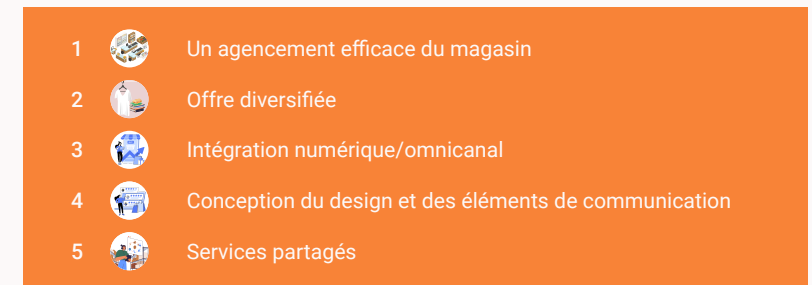 1 Un agencement efficace du magasin
2 Offre diversifiée
3 Intégration numérique/omnicanal
4 Conception du design et des éléments de communication
5 Services partagés